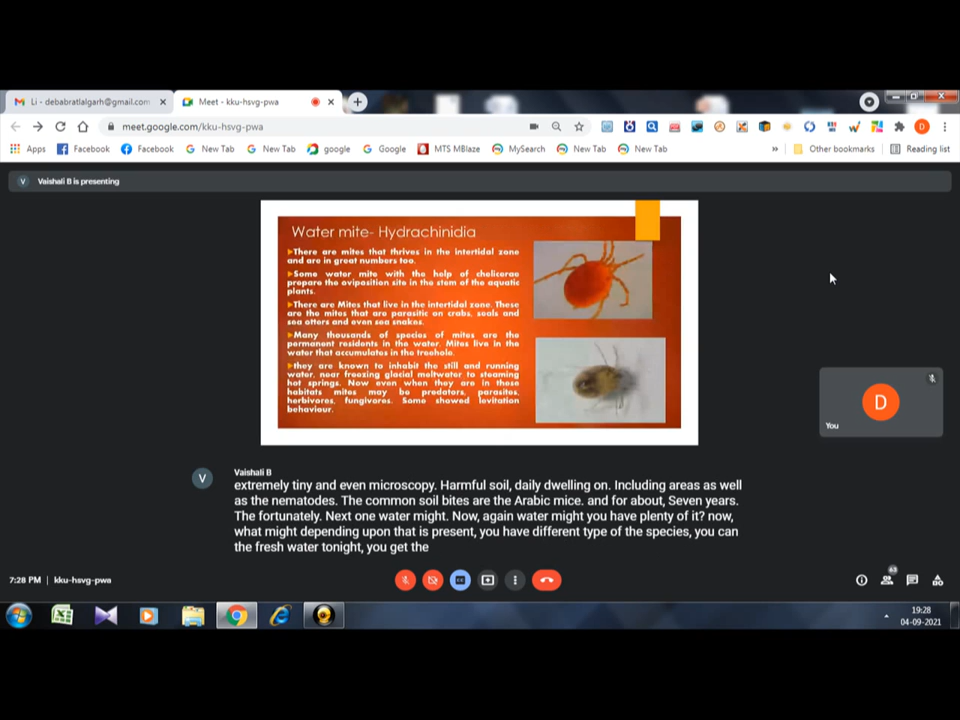 Li - debabratlalgarh@gmail.com
Meet - kku-hsvg-pwa
meet.google.com/kku-hsvg-pwa
Apps Facebook Facebook New Tab New Tab google Google MTS MBlaze MySearch New Tab New Tab » Other bookmarks Reading list
V Vaishali B is presenting
Water mite- Hydrachinidia
There are mites that thrives in the intertidal zone
and are in great numbers too.
Some water mite with the help of chelicerae
prepare the oviposition site in the stem of the aquatic
plants.
There are Mites that live in the intertidal zone. These
are the mites that are parasitic on crabs, seals and
sea otters and even sea snakes.
Many thousands of species of mites are the
permanent residents in the water. Mites live in the
water that accumulates in the treehole.
they are known to inhabit the still and running
water, near freezing glacial meltwater to steaming
hot springs. Now even when they are in these
habitats mites may be predators, parasites,
herbivores, fungivores. Some showed levitation
behaviour.
D
You
V
Vaishali B
extremely tiny and even microscopy. Harmful soil, daily dwelling on. Including areas as well
as the nematodes. The common soil bites are the Arabic mice. and for about, Seven years.
The fortunately. Next one water might. Now, again water might you have plenty of it? now,
what might depending upon that is present, you have different type of the species, you can
the fresh water tonight, you get the
7:28 PM | kku-hsvg-pwa
63
19:28
04-09-2021